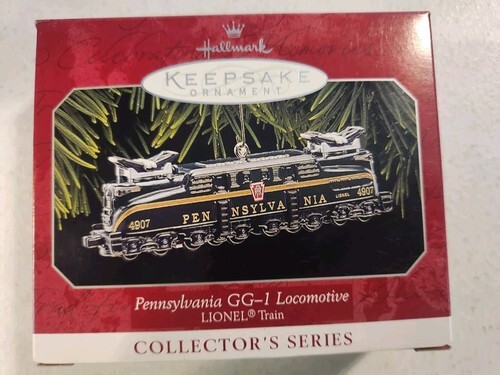 Hallmark
KEEPSAKE
ORNAMENT
4907 PENNSYLVANIA LIONEL 4907
Pennsylvania GG-1 Locomotive
LIONEL® Train
COLLECTOR'S SERIES